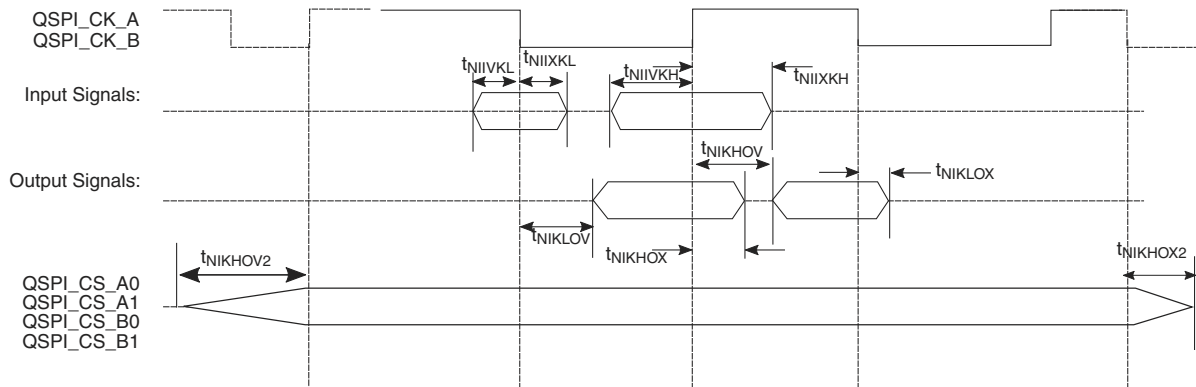 QSPI_CK_A
QSPI_CK_B
tNIIVKL
tNIIXKL
tNIIVKH
tNIIXKH
Input Signals:
tNIKHOV
tNIKLOX
Output Signals:
tNIKLOV
tNIKHOX
tNIKHOV2
tNIKHOX2
QSPI_CS_A0
QSPI_CS_A1
QSPI_CS_B0
QSPI_CS_B1